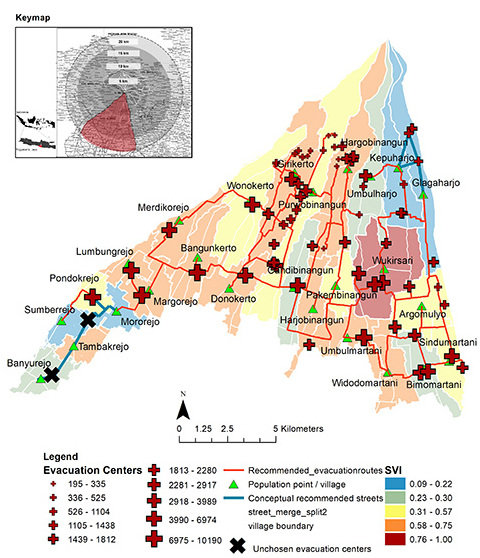 Keymap
20 km
15 km
10 km
5 km
Hargobinangun
Girikerto
Kepuharjo
Wonokerto
Umbulharjo
Glagaharjo
Purwobinangun
Merdikorejo
Bangunkerto
Lumbungrejo
Wukirsari
Candibinangun
Pondokrejo
Pakembinangun
Margorejo
Donokerto
Argomulyo
Sumberrejo
Mororejo
Harjobinangun
Sindumartani
Tambakrejo
Umbulmartani
Banyurejo
Widodomartani
Bimomartani
N
0 1.25 2.5 5 Kilometers
Legend
Evacuation Centers
195 - 335
336 - 525
526 - 1104
1105 - 1438
1439 - 1812
1813 - 2280
2281 - 2917
2918 - 3989
3990 - 6974
6975 - 10190
Recommended_evacuationroutes
Population point / village
Conceptual recommended streets
street_merge_split2
village boundary
Unchosen evacuation centers
SVI
0.09 - 0.22
0.23 - 0.30
0.31 - 0.57
0.58 - 0.75
0.76 - 1.00